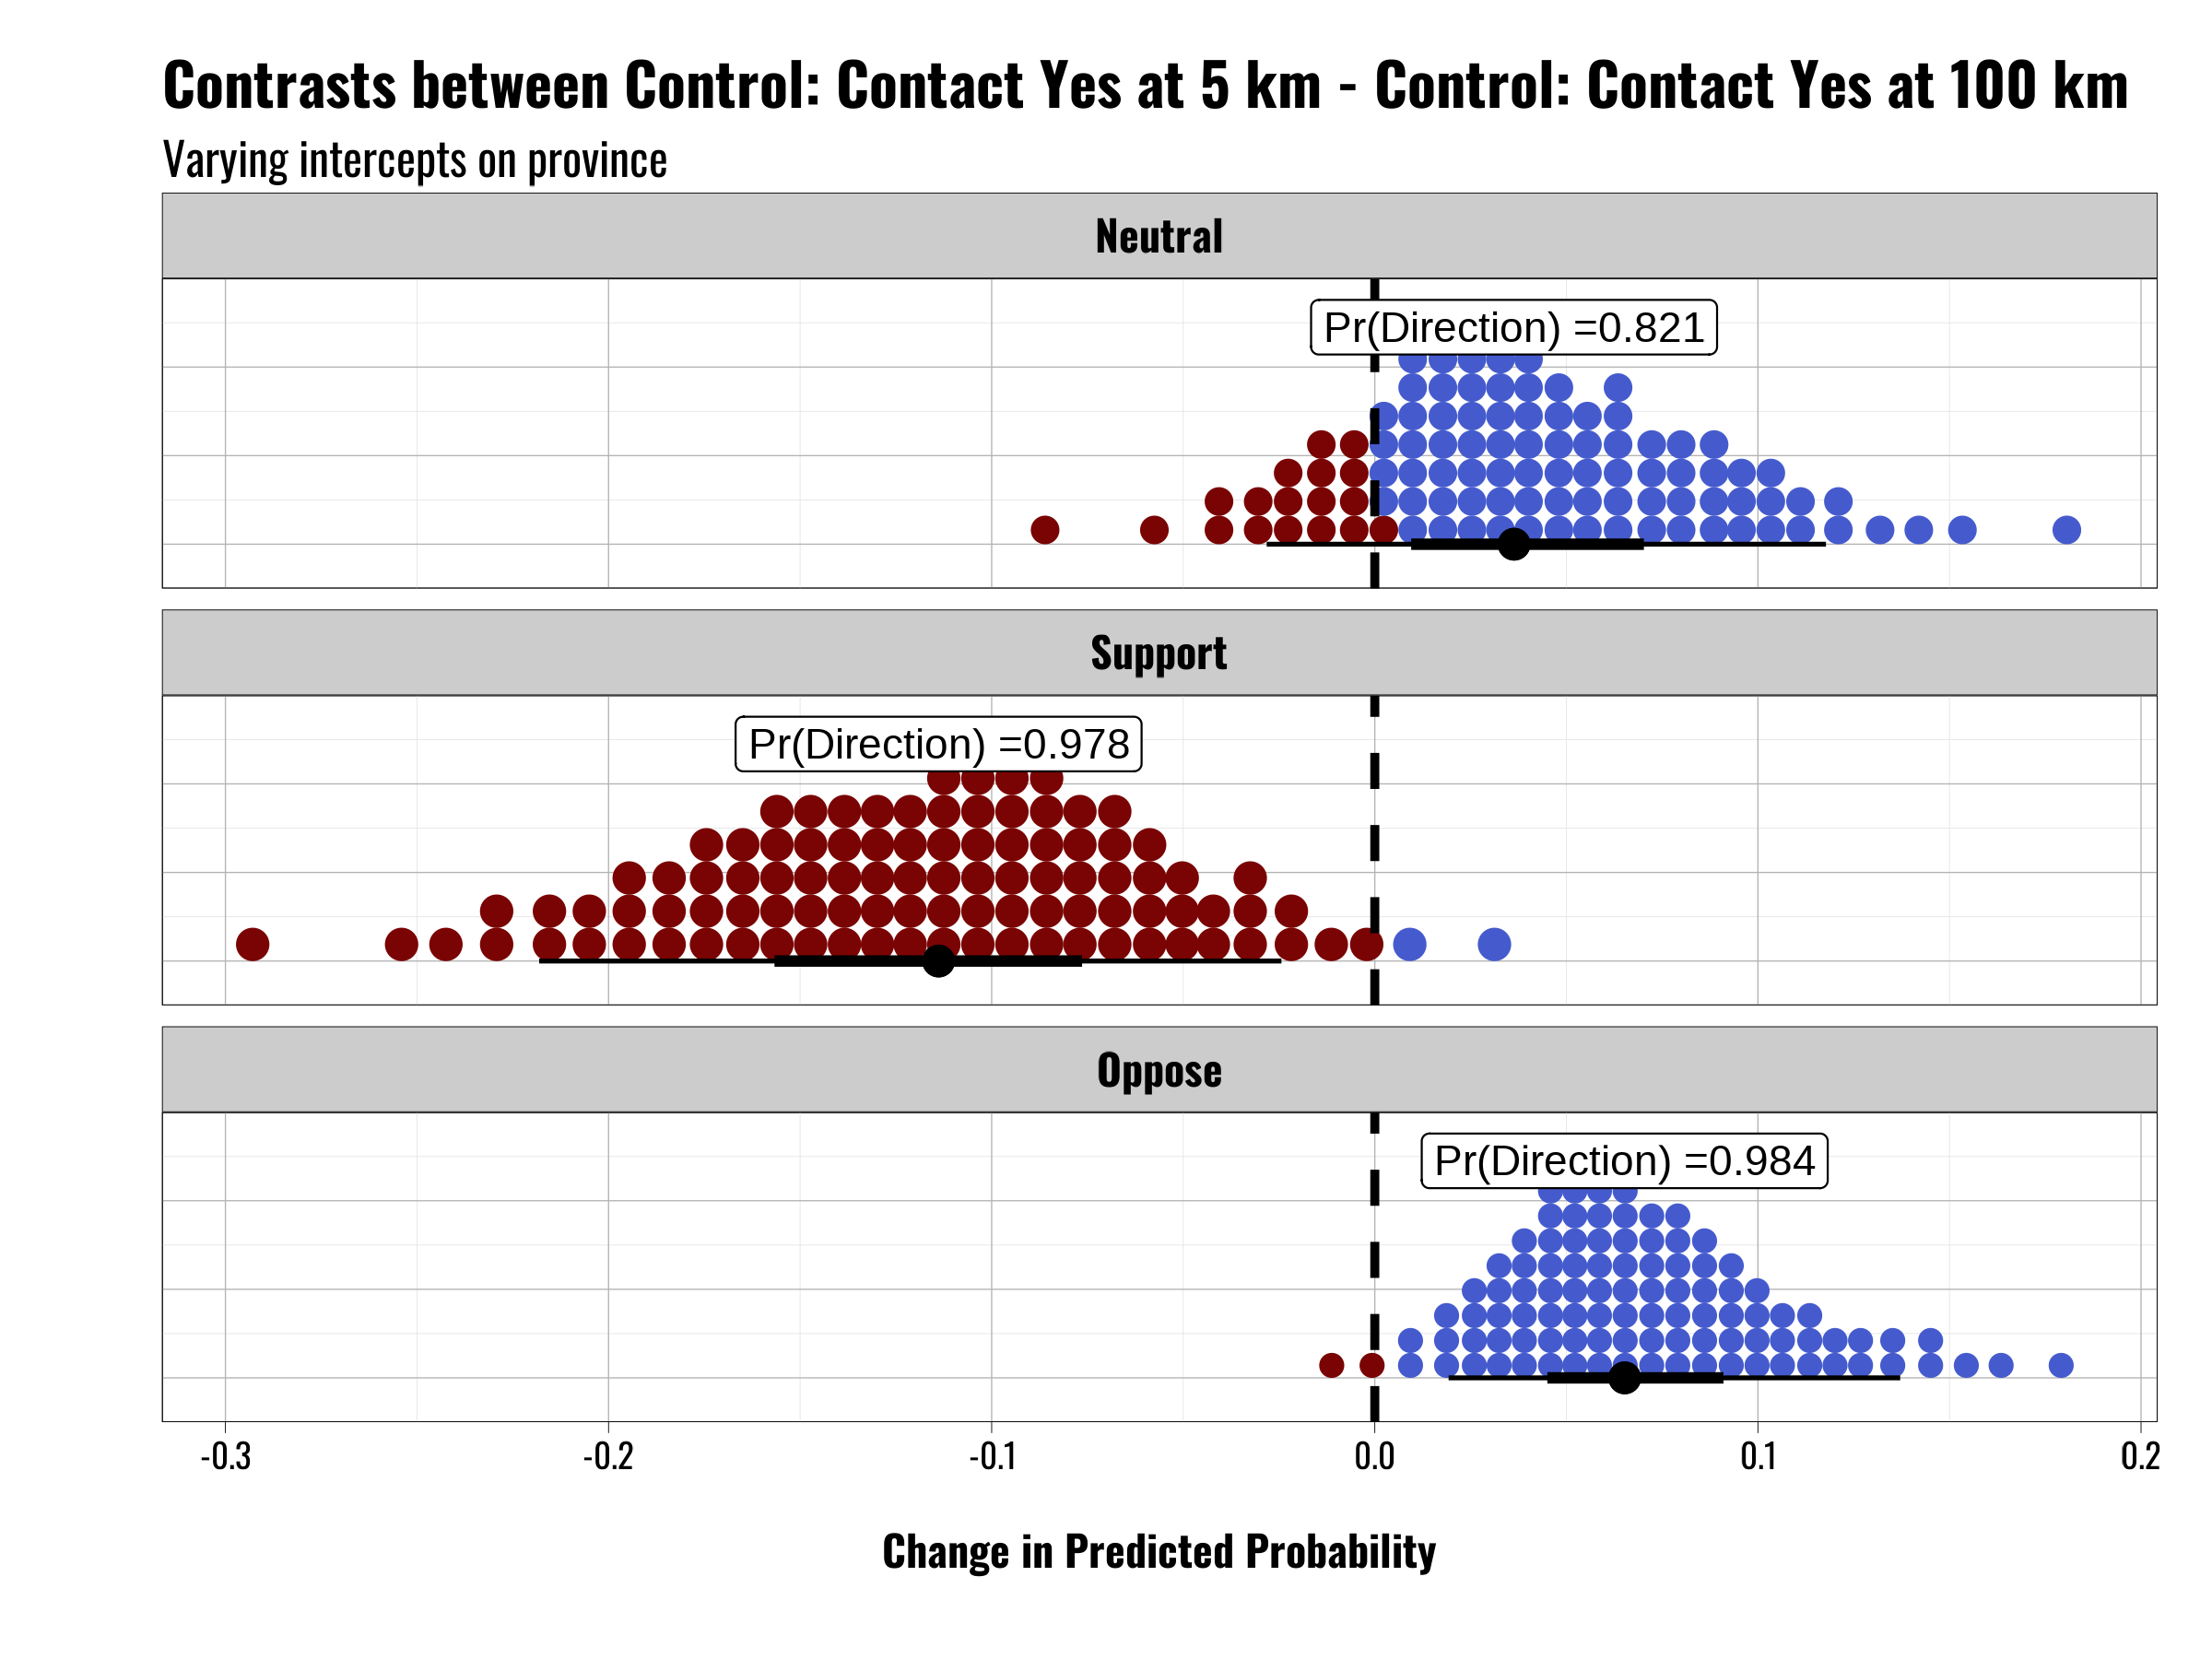 Contrasts between Control: Contact Yes at 5 km - Control: Contact Yes at 100 km
Varying intercepts on province
Neutral
Pr(Direction) =0.821
Support
Pr(Direction) =0.978
Oppose
Pr(Direction) =0.984
-0.3 -0.2 -0.1 0.0 0.1 0.2
Change in Predicted Probability